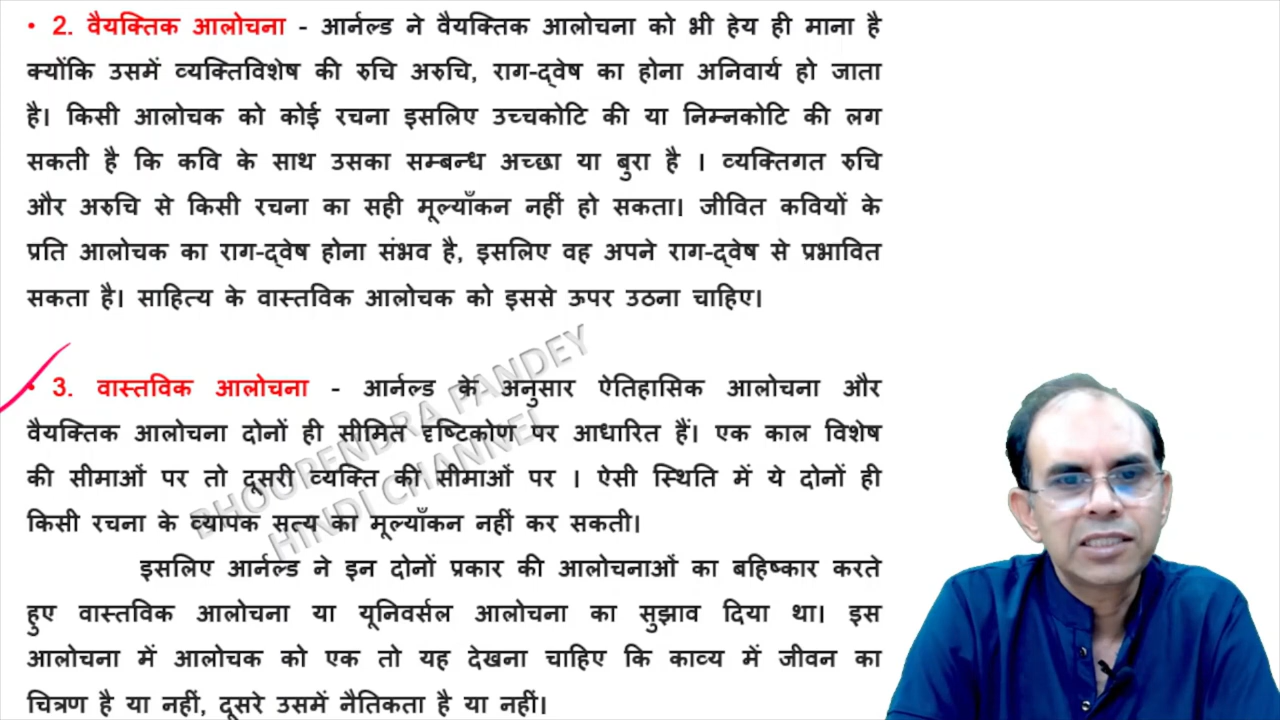 • 2. वैयक्तिक आलोचना - आर्नल्ड ने वैयक्तिक आलोचना को भी हेय ही माना है
क्योंकि उसमें व्यक्तिविशेष की रुचि अरुचि, राग-द्वेष का होना अनिवार्य हो जाता
है। किसी आलोचक को कोई रचना इसलिए उच्चकोटि की या निम्नकोटि की लग
सकती है कि कवि के साथ उसका सम्बन्ध अच्छा या बुरा है । व्यक्तिगत रुचि
और अरुचि से किसी रचना का सही मूल्याँकन नहीं हो सकता। जीवित कवियों के
प्रति आलोचक का राग-द्वेष होना संभव है, इसलिए वह अपने राग-द्वेष से प्रभावित
सकता है। साहित्य के वास्तविक आलोचक को इससे ऊपर उठना चाहिए।
• 3. वास्तविक आलोचना - आर्नल्ड के अनुसार ऐतिहासिक आलोचना और
वैयक्तिक आलोचना दोनों ही सीमित दृष्टिकोण पर आधारित हैं। एक काल विशेष
की सीमाओं पर तो दूसरी व्यक्ति की सीमाओं पर । ऐसी स्थिति में ये दोनों ही
किसी रचना के व्यापक सत्य का मूल्याँकन नहीं कर सकती।
इसलिए आर्नल्ड ने इन दोनों प्रकार की आलोचनाओं का बहिष्कार करते
हुए वास्तविक आलोचना या यूनिवर्सल आलोचना का सुझाव दिया था। इस
आलोचना में आलोचक को एक तो यह देखना चाहिए कि काव्य में जीवन का
चित्रण है या नहीं, दूसरे उसमें नैतिकता है या नहीं।
BHOOPENDRA PANDEY
HINDI CHANNEL